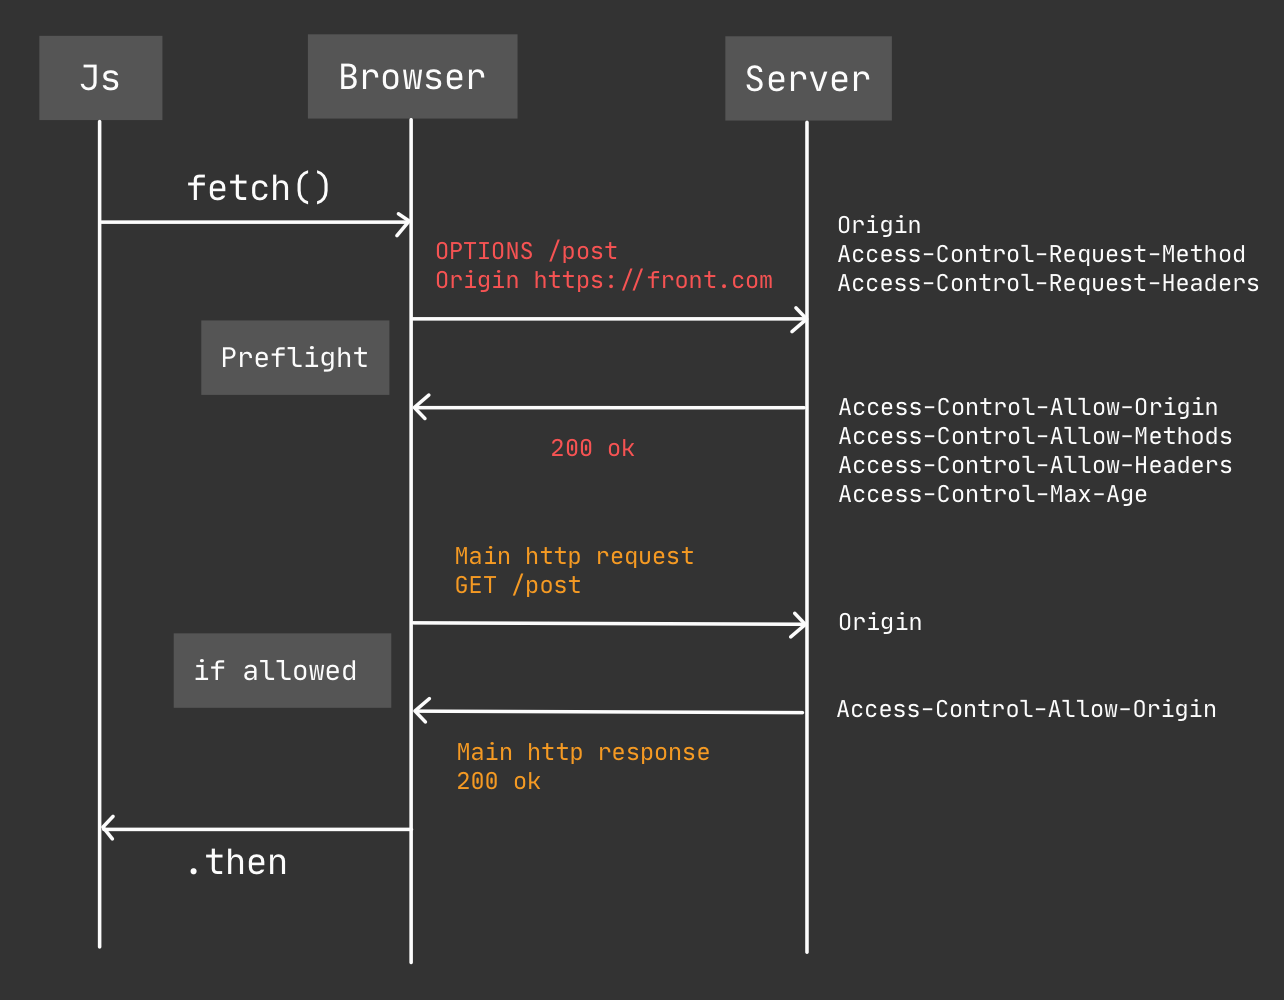 Js
Browser
Server
fetch()
OPTIONS /post
Origin https://front.com
Origin
Access-Control-Request-Method
Access-Control-Request-Headers
Preflight
200 ok
Access-Control-Allow-Origin
Access-Control-Allow-Methods
Access-Control-Allow-Headers
Access-Control-Max-Age
Main http request
GET /post
Origin
if allowed
Access-Control-Allow-Origin
Main http response
200 ok
.then